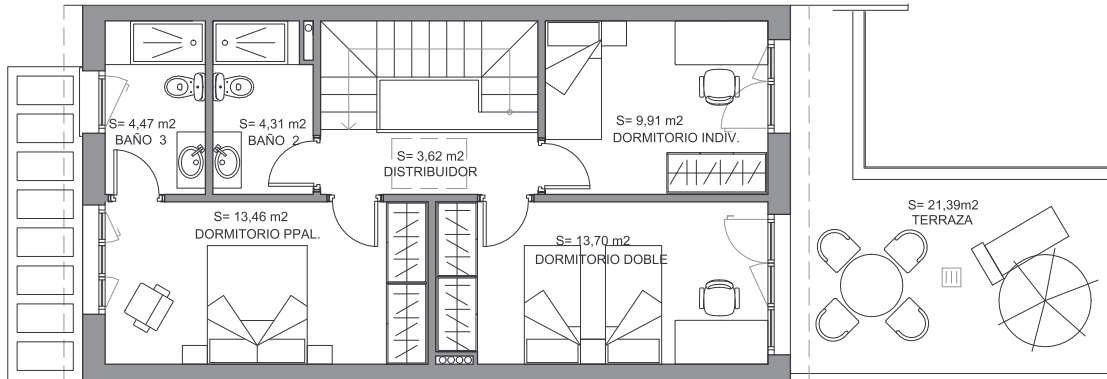 S= 4,47 m2
BAÑO 3
S= 4,31 m2
BAÑO 2
S= 3,62 m2
DISTRIBUIDOR
S= 9,91 m2
DORMITORIO INDIV.
S= 13,46 m2
DORMITORIO PPAL.
S= 13,70 m2
DORMITORIO DOBLE
S= 21,39m2
TERRAZA